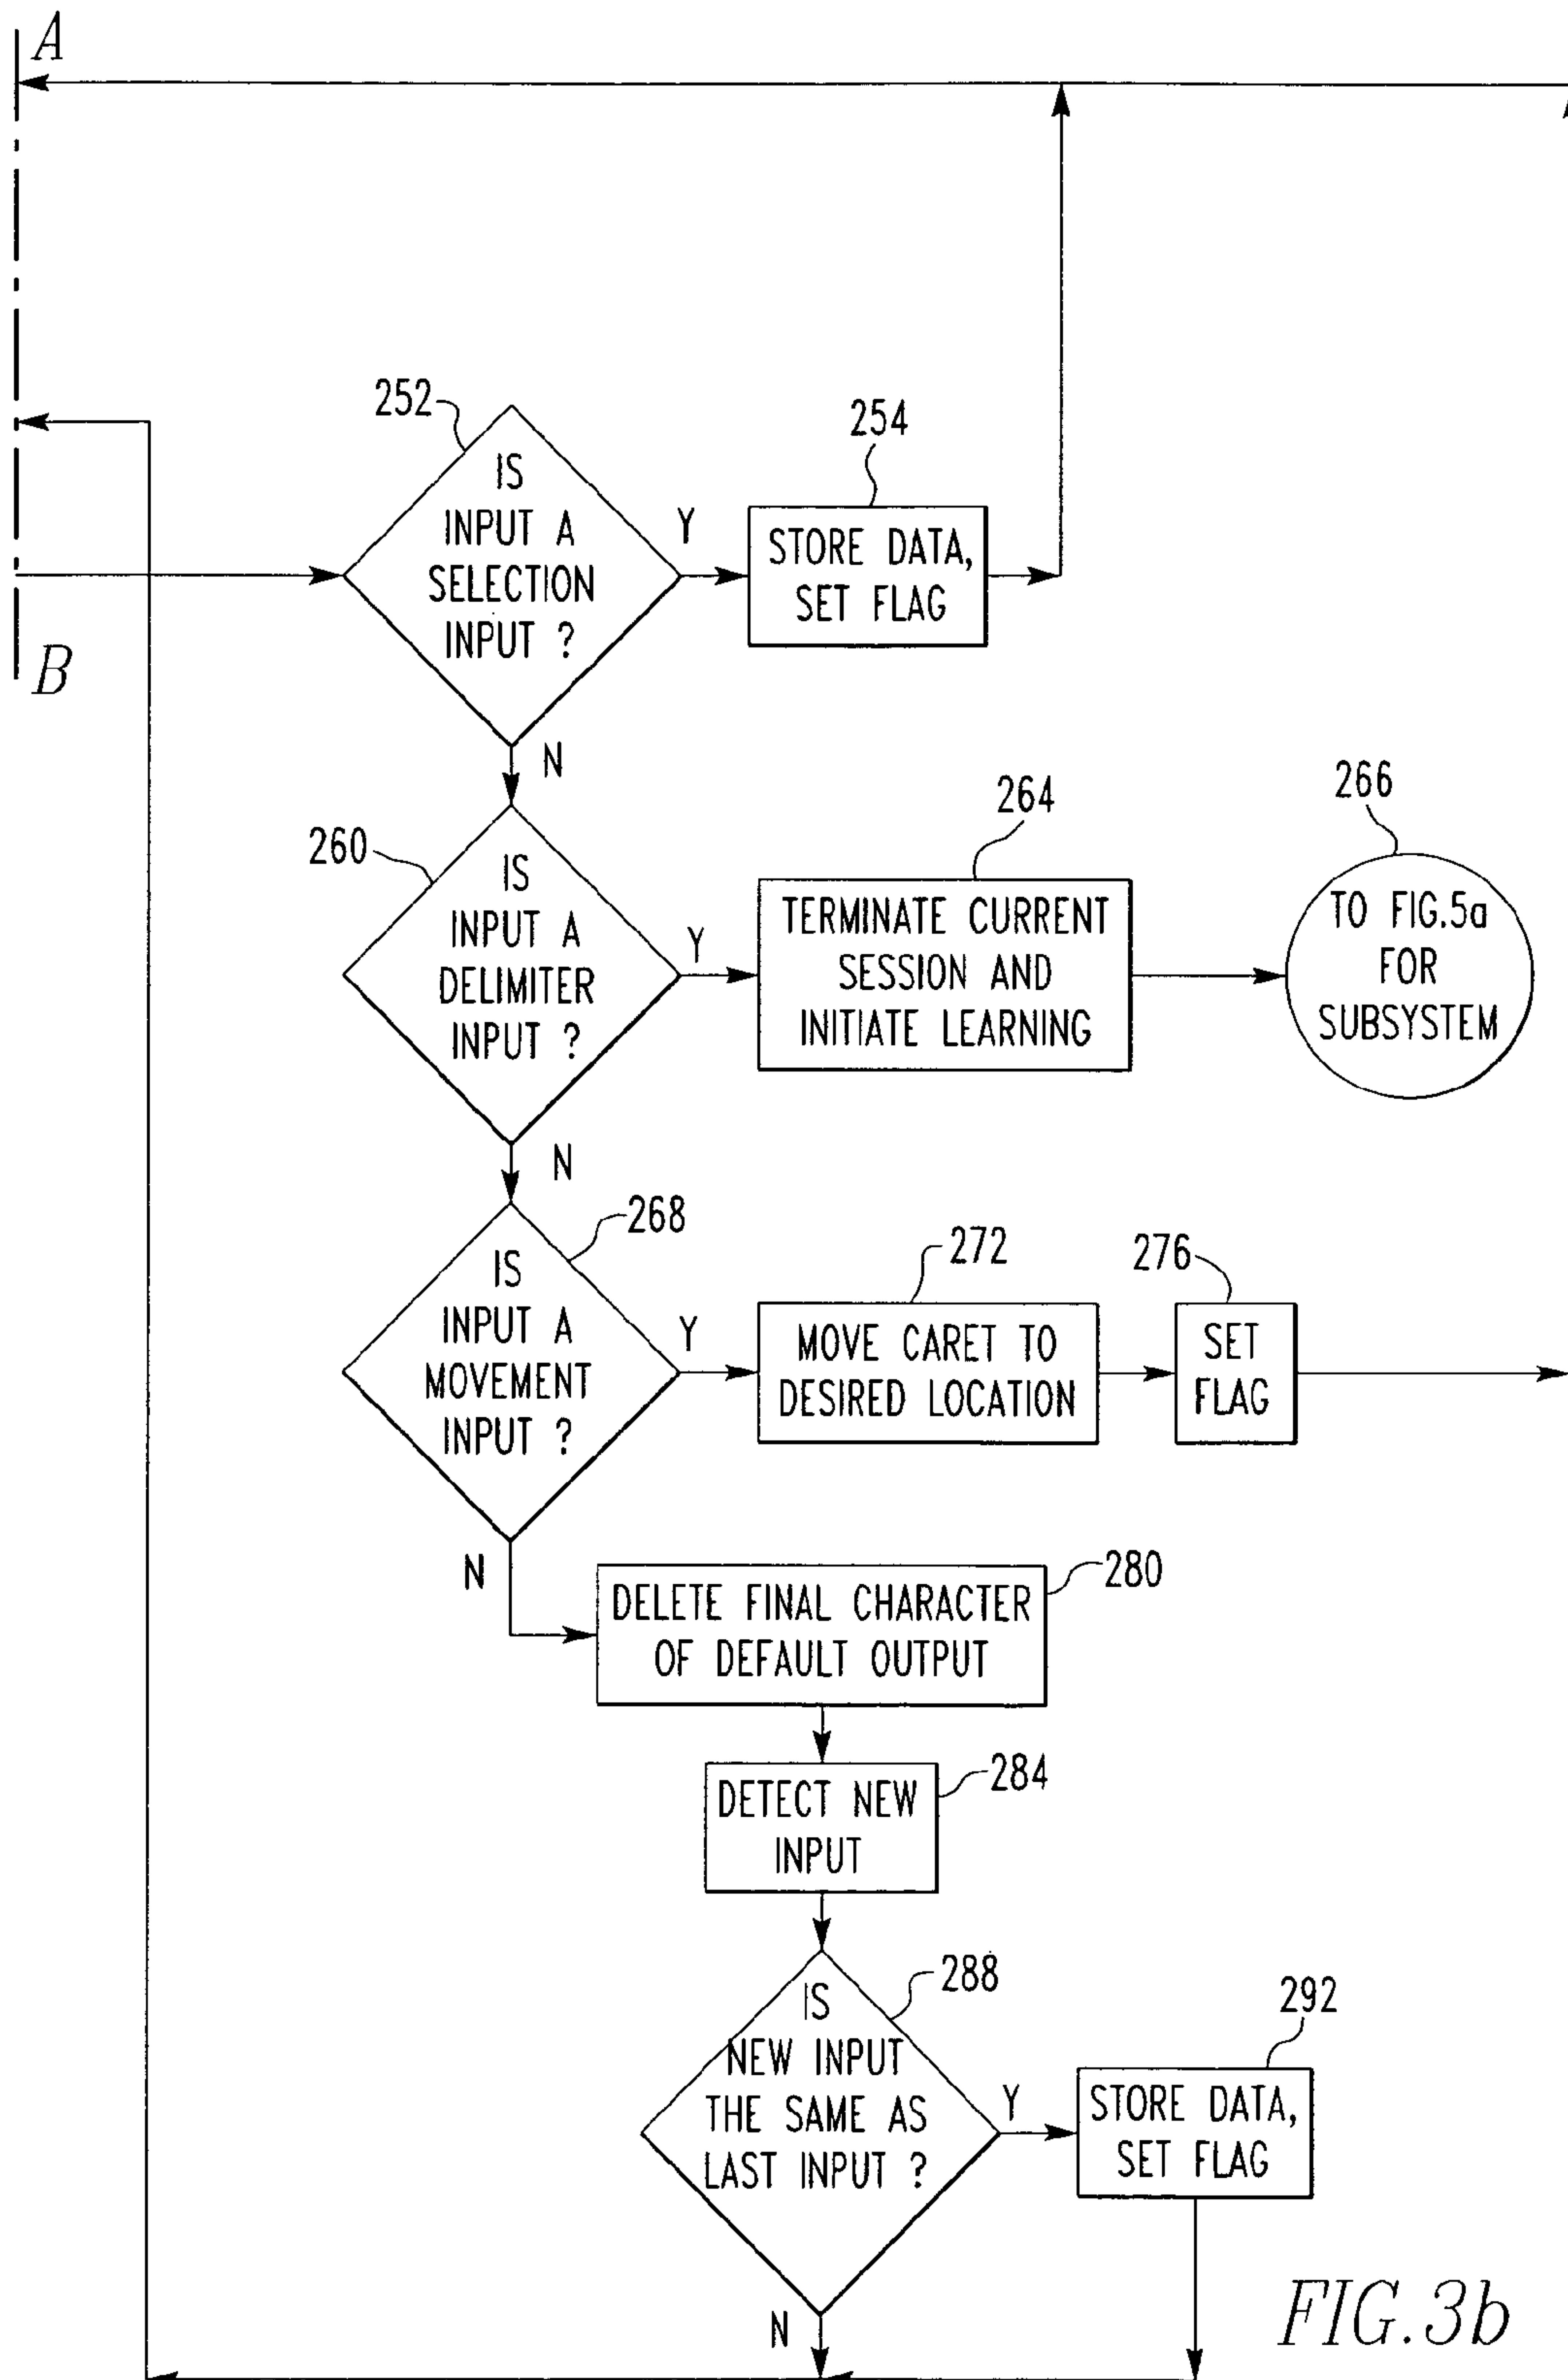 A
B
252
IS
INPUT A
SELECTION
INPUT ?
Y
254
STORE DATA,
SET FLAG
N
260
IS
INPUT A
DELIMITER
INPUT ?
Y
264
TERMINATE CURRENT
SESSION AND
INITIATE LEARNING
266
TO FIG.5a
FOR
SUBSYSTEM
N
268
IS
INPUT A
MOVEMENT
INPUT ?
Y
272
MOVE CARET TO
DESIRED LOCATION
276
SET
FLAG
N
280
DELETE FINAL CHARACTER
OF DEFAULT OUTPUT
284
DETECT NEW
INPUT
288
IS
NEW INPUT
THE SAME AS
LAST INPUT ?
Y
292
STORE DATA,
SET FLAG
N
FIG.3b